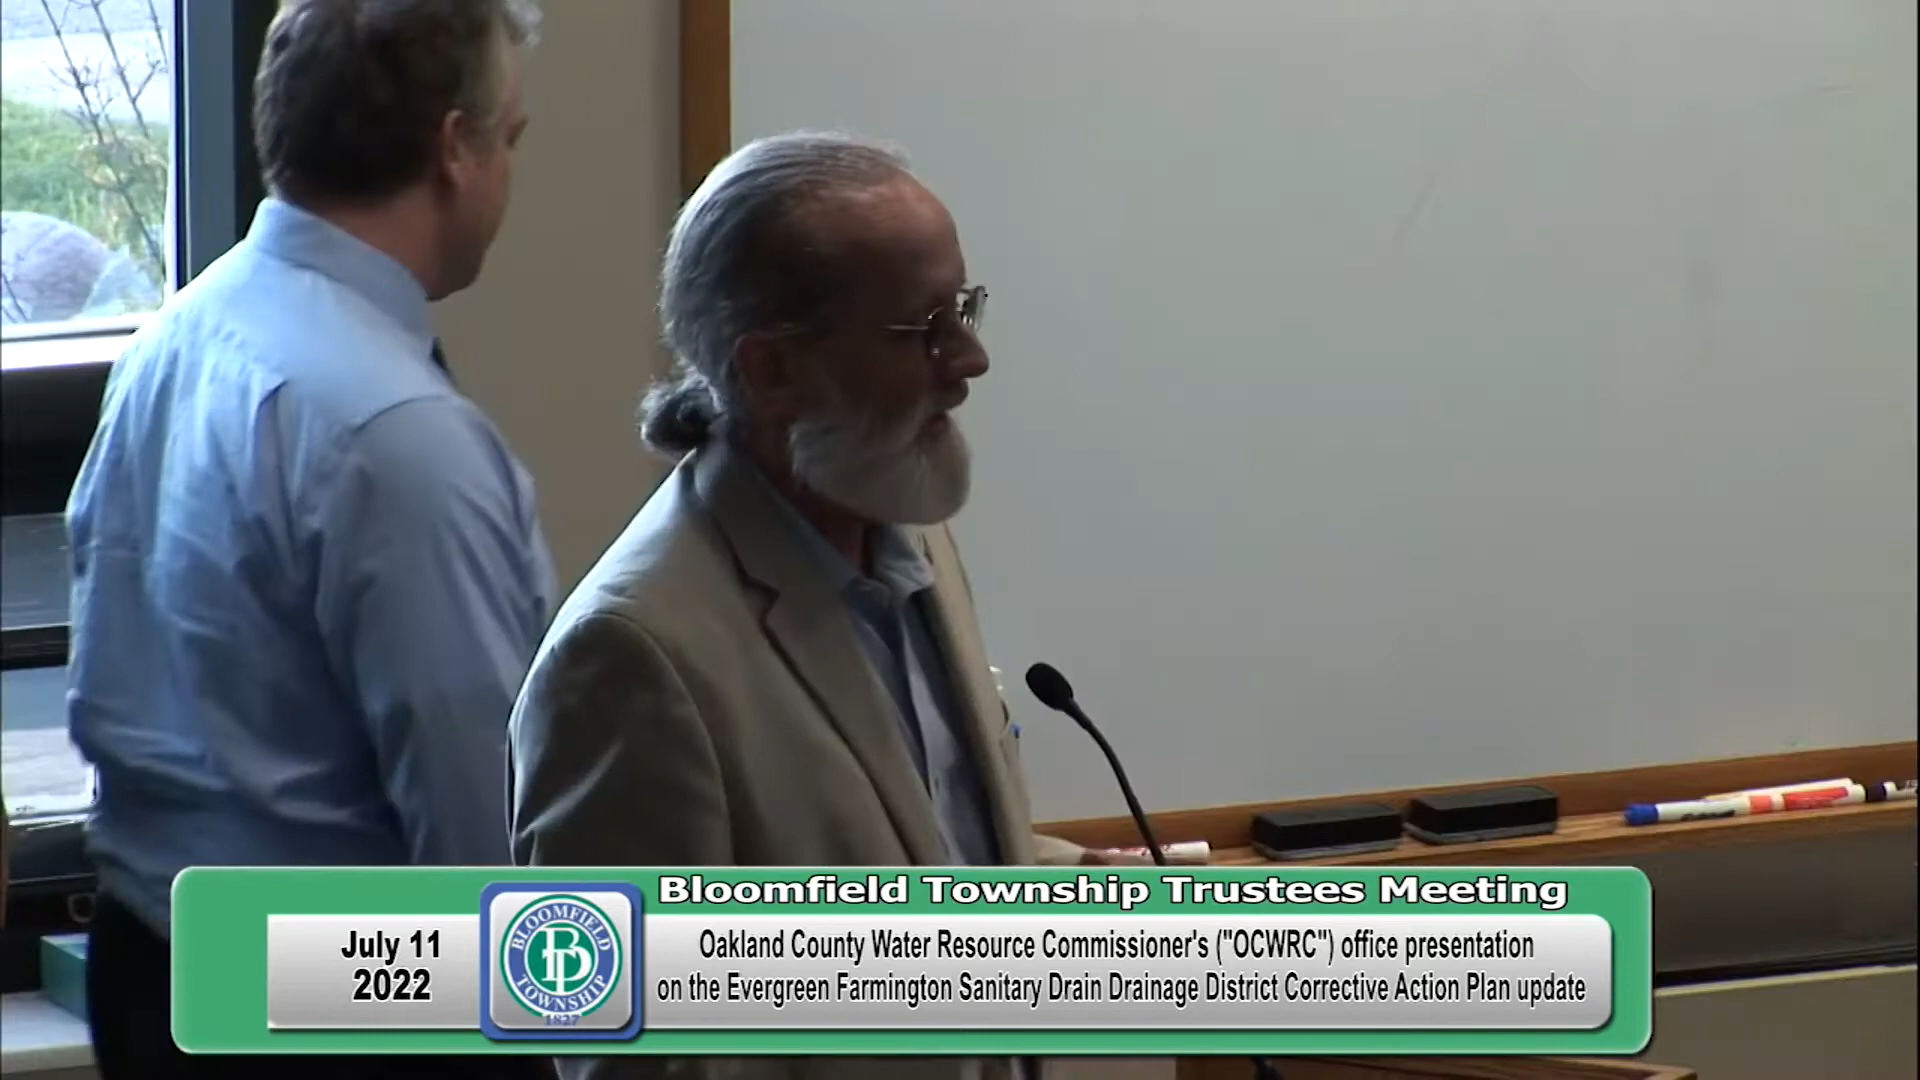 Bloomfield Township Trustees Meeting
July 11
2022
BLOOMFIELD
TOWNSHIP
1827
Oakland County Water Resource Commissioner's ("OCWRC") office presentation
on the Evergreen Farmington Sanitary Drain Drainage District Corrective Action Plan update